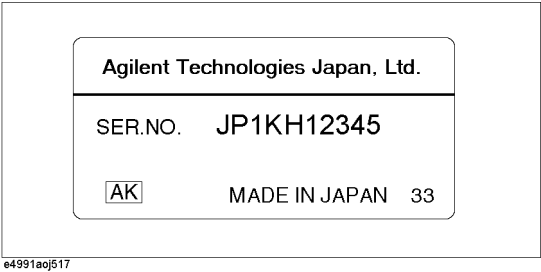 Agilent Technologies Japan, Ltd.
SER.NO. JP1KH12345
AK MADE IN JAPAN 33
e4991aoj517